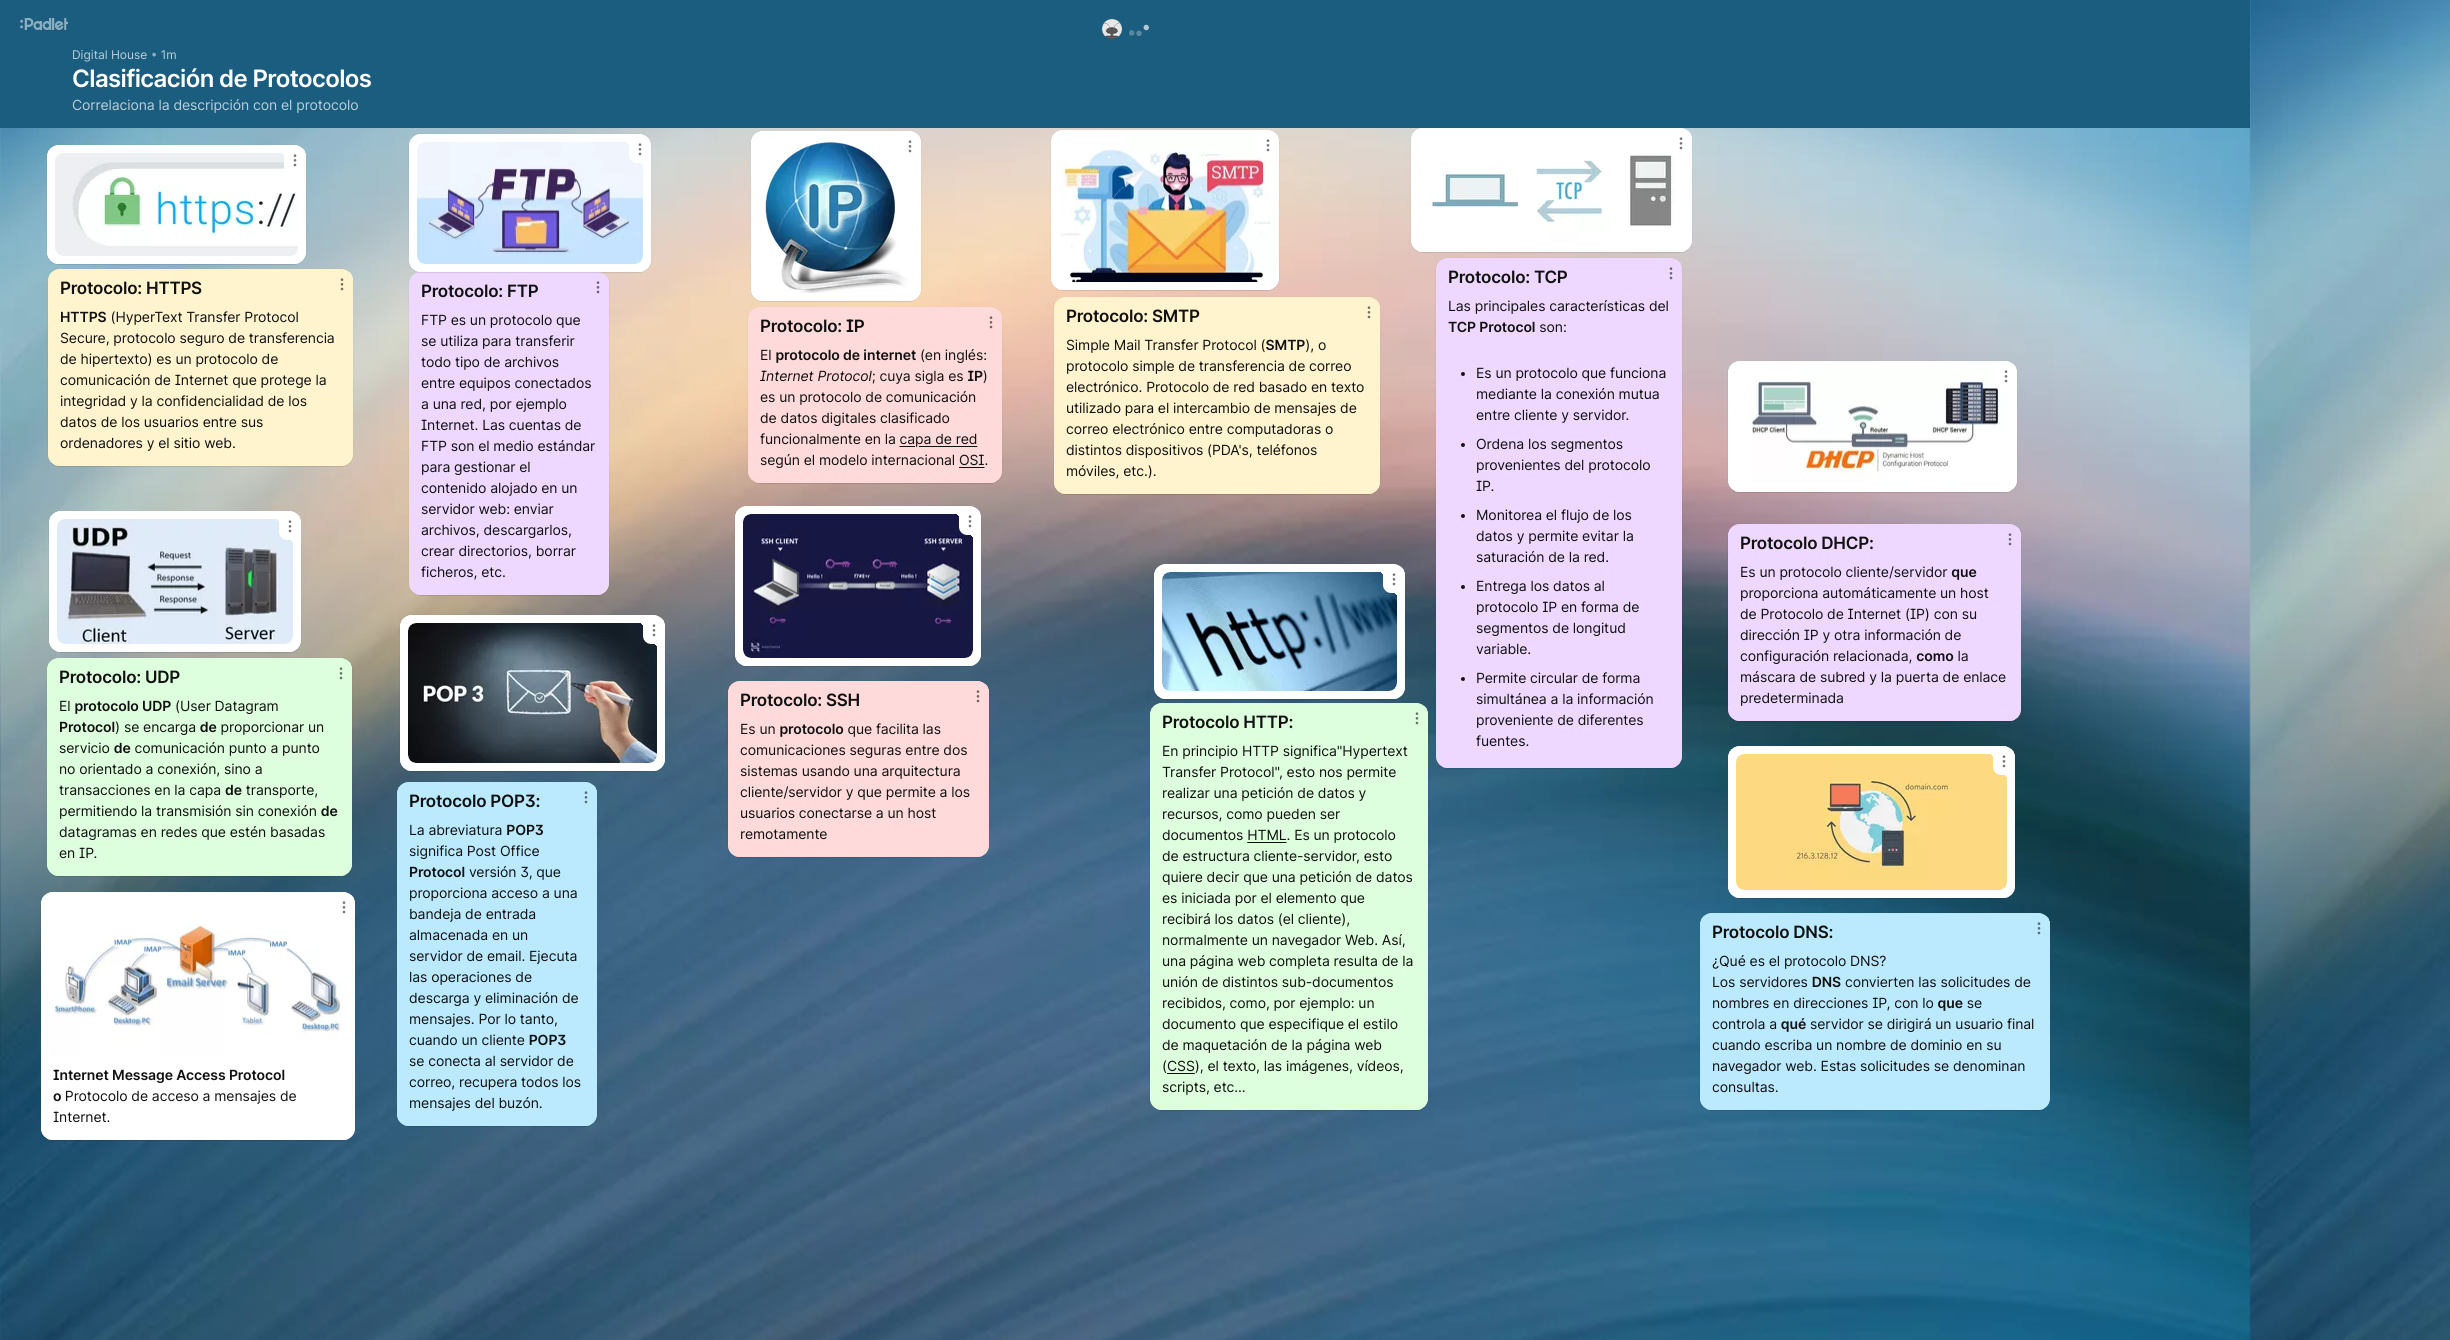 :Padlet
Digital House • 1m
Clasificación de Protocolos
Correlaciona la descripción con el protocolo
https://
Protocolo: HTTPS
HTTPS (HyperText Transfer Protocol
Secure, protocolo seguro de transferencia
de hipertexto) es un protocolo de
comunicación de Internet que protege la
integridad y la confidencialidad de los
datos de los usuarios entre sus
ordenadores y el sitio web.
UDP
Request
Response
Response
Client
Server
Protocolo: UDP
El protocolo UDP (User Datagram
Protocol) se encarga de proporcionar un
servicio de comunicación punto a punto
no orientado a conexión, sino a
transacciones en la capa de transporte,
permitiendo la transmisión sin conexión de
datagramas en redes que estén basadas
en IP.
IMAP
IMAP
IMAP
IMAP
Email Server
SmartPhone
Desktop PC
Tablet
Desktop PC
Internet Message Access Protocol
o Protocolo de acceso a mensajes de
Internet.
FTP
Protocolo: FTP
FTP es un protocolo que
se utiliza para transferir
todo tipo de archivos
entre equipos conectados
a una red, por ejemplo
Internet. Las cuentas de
FTP son el medio estándar
para gestionar el
contenido alojado en un
servidor web: enviar
archivos, descargarlos,
crear directorios, borrar
ficheros, etc.
POP 3
Protocolo POP3:
La abreviatura POP3
significa Post Office
Protocol versión 3, que
proporciona acceso a una
bandeja de entrada
almacenada en un
servidor de email. Ejecuta
las operaciones de
descarga y eliminación de
mensajes. Por lo tanto,
cuando un cliente POP3
se conecta al servidor de
correo, recupera todos los
mensajes del buzón.
IP
Protocolo: IP
El protocolo de internet (en inglés:
Internet Protocol; cuya sigla es IP)
es un protocolo de comunicación
de datos digitales clasificado
funcionalmente en la capa de red
según el modelo internacional OSI.
SSH CLIENT
SSH SERVER
Hello !
Hello !
Protocolo: SSH
Es un protocolo que facilita las
comunicaciones seguras entre dos
sistemas usando una arquitectura
cliente/servidor y que permite a los
usuarios conectarse a un host
remotamente
SMTP
Protocolo: SMTP
Simple Mail Transfer Protocol (SMTP), o
protocolo simple de transferencia de correo
electrónico. Protocolo de red basado en texto
utilizado para el intercambio de mensajes de
correo electrónico entre computadoras o
distintos dispositivos (PDA's, teléfonos
móviles, etc.).
http://www
Protocolo HTTP:
En principio HTTP significa"Hypertext
Transfer Protocol", esto nos permite
realizar una petición de datos y
recursos, como pueden ser
documentos HTML. Es un protocolo
de estructura cliente-servidor, esto
quiere decir que una petición de datos
es iniciada por el elemento que
recibirá los datos (el cliente),
normalmente un navegador Web. Así,
una página web completa resulta de la
unión de distintos sub-documentos
recibidos, como, por ejemplo: un
documento que especifique el estilo
de maquetación de la página web
(CSS), el texto, las imágenes, vídeos,
scripts, etc...
TCP
Protocolo: TCP
Las principales características del
TCP Protocol son:
• Es un protocolo que funciona
mediante la conexión mutua
entre cliente y servidor.
• Ordena los segmentos
provenientes del protocolo
IP.
• Monitorea el flujo de los
datos y permite evitar la
saturación de la red.
• Entrega los datos al
protocolo IP en forma de
segmentos de longitud
variable.
• Permite circular de forma
simultánea a la información
proveniente de diferentes
fuentes.
DHCP Client
Router
DHCP Server
DHCP
Dynamic Host
Configuration Protocol
Protocolo DHCP:
Es un protocolo cliente/servidor que
proporciona automáticamente un host
de Protocolo de Internet (IP) con su
dirección IP y otra información de
configuración relacionada, como la
máscara de subred y la puerta de enlace
predeterminada
domain.com
216.3.128.12
Protocolo DNS:
¿Qué es el protocolo DNS?
Los servidores DNS convierten las solicitudes de
nombres en direcciones IP, con lo que se
controla a qué servidor se dirigirá un usuario final
cuando escriba un nombre de dominio en su
navegador web. Estas solicitudes se denominan
consultas.